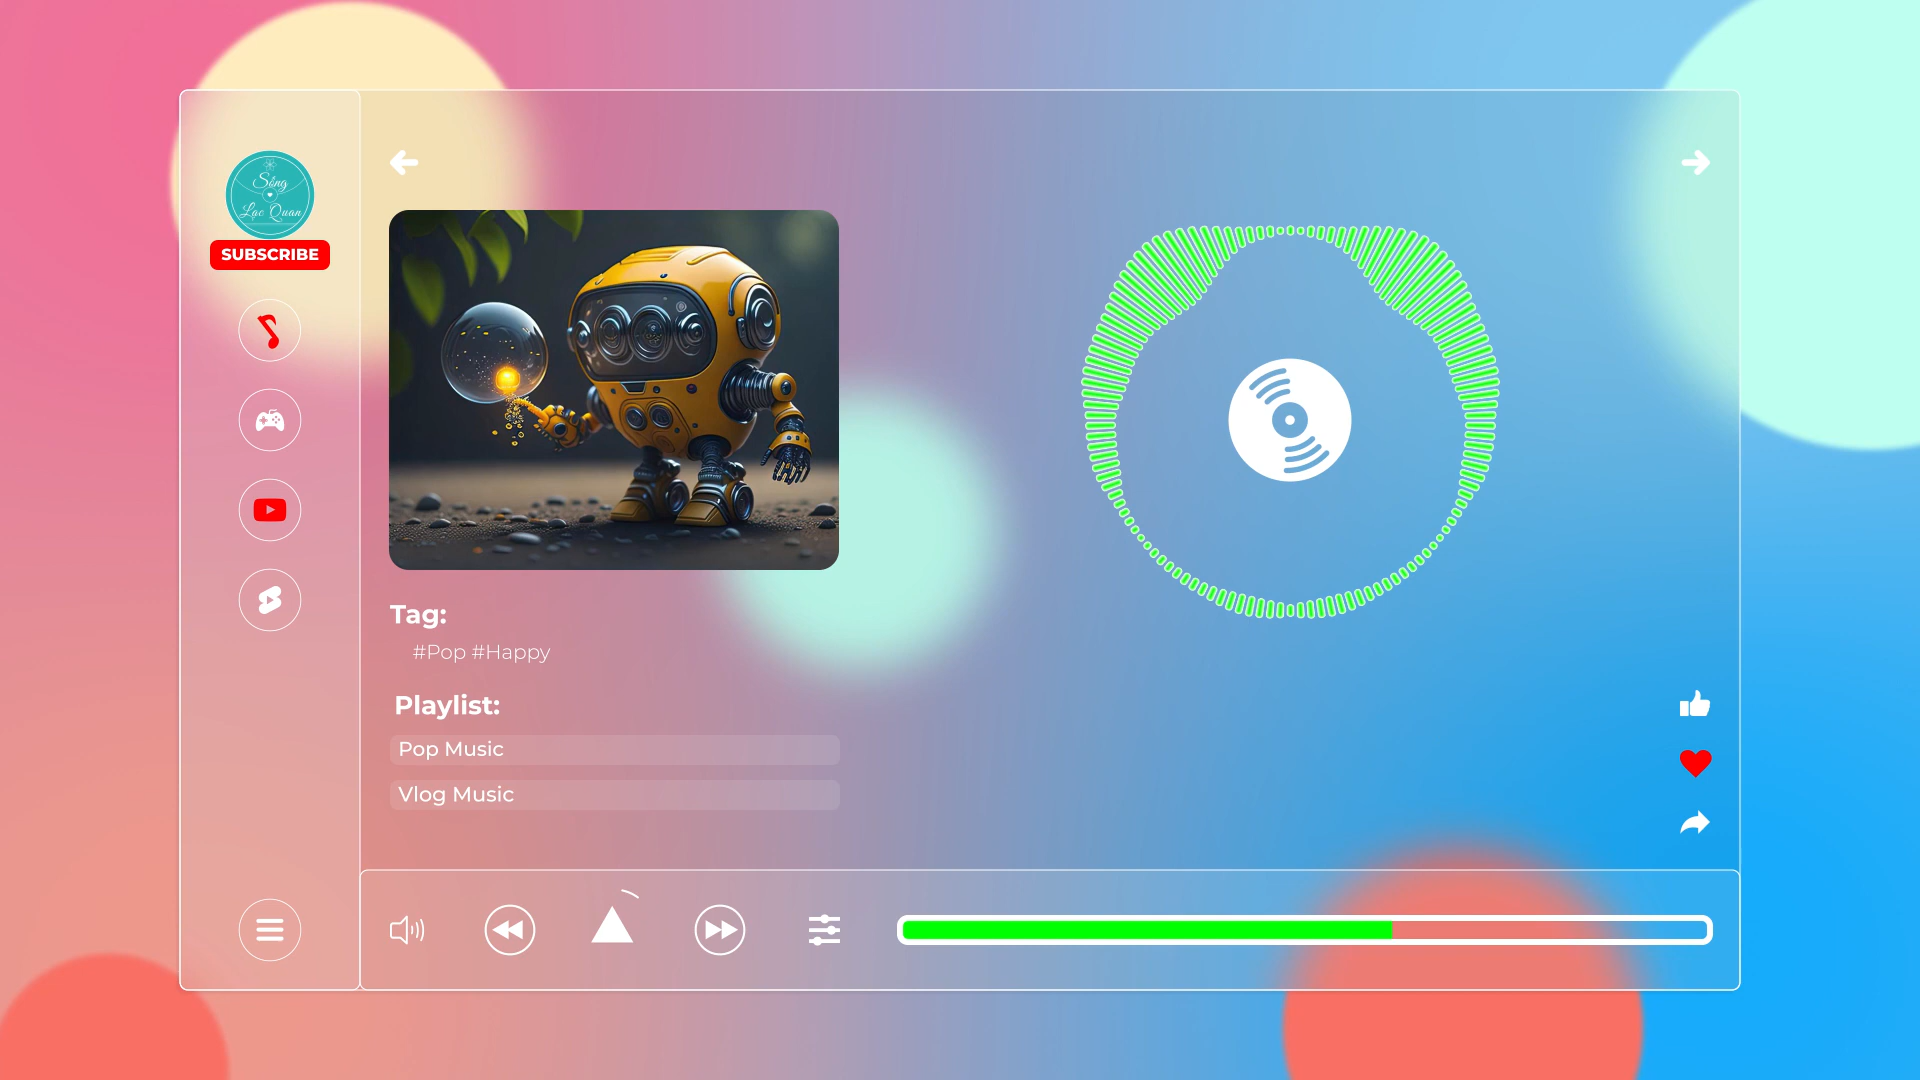 Sống
Lạc Quan
SUBSCRIBE
Tag:
#Pop #Happy
Playlist:
Pop Music
Vlog Music